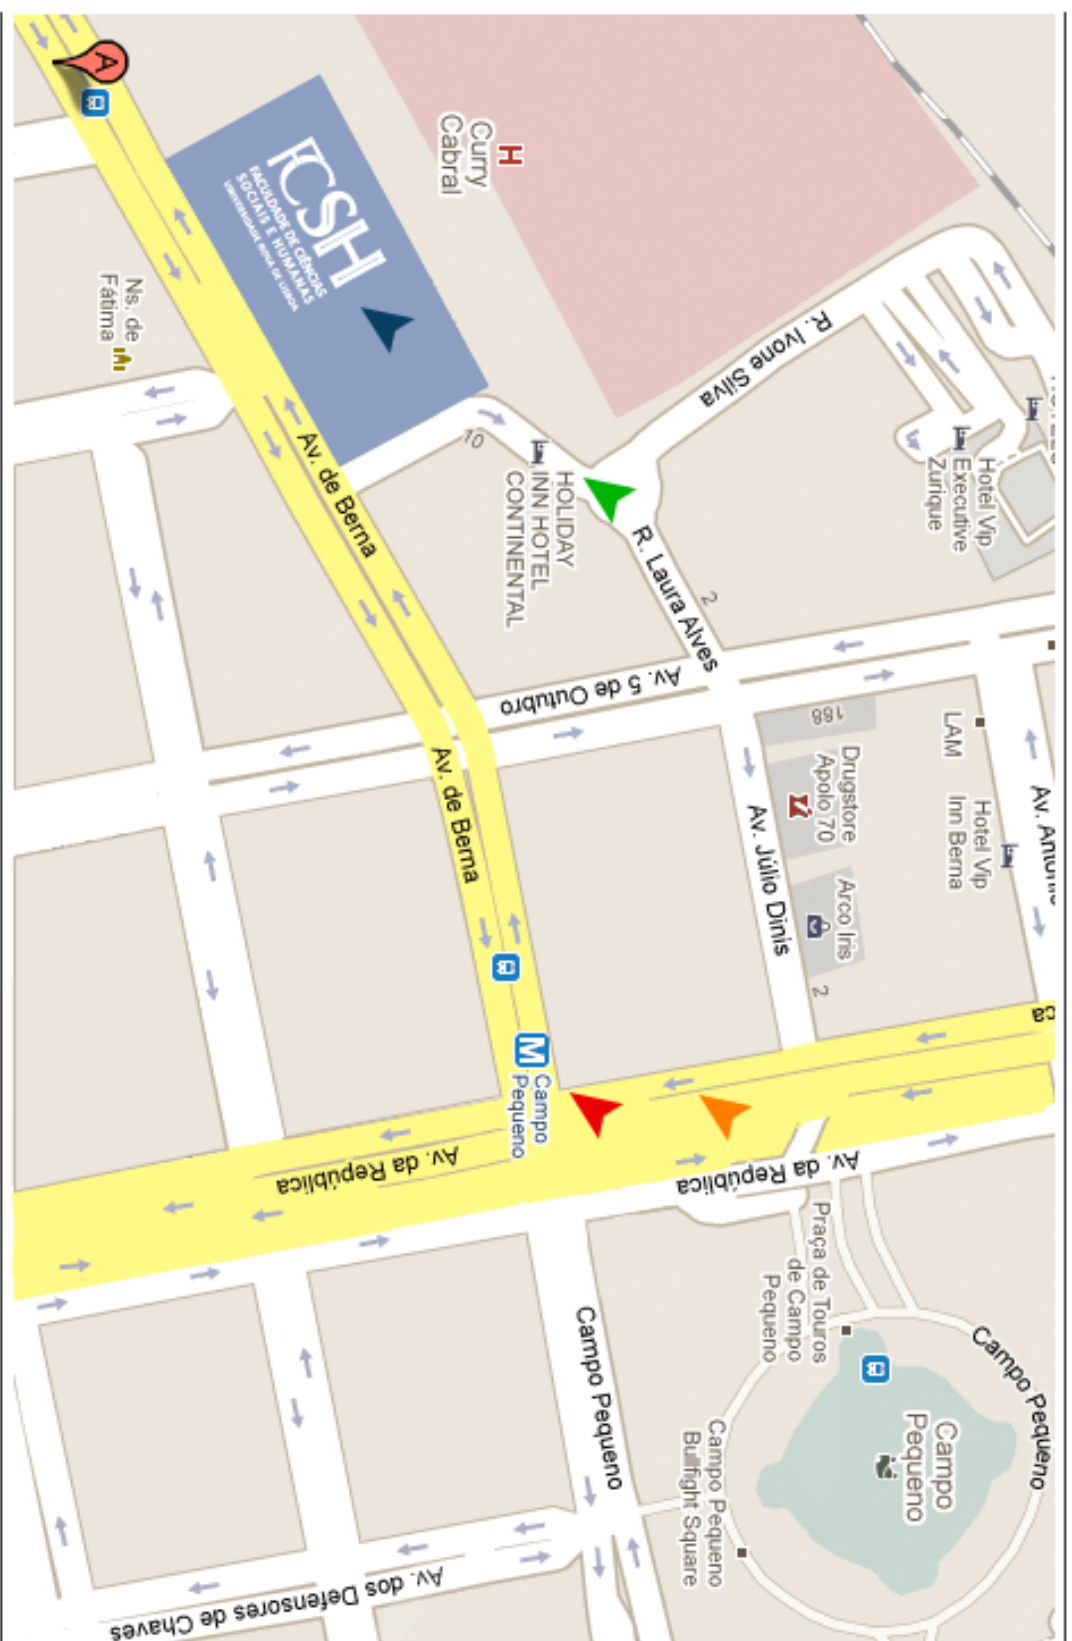 A
FCSH
FACULDADE DE CIÊNCIAS
SOCIAIS E HUMANAS
UNIVERSIDADE NOVA DE LISBOA
H
Curry
Cabral
Ns. de
Fátima
Av. de Berna
10
HOLIDAY
INN HOTEL
CONTINENTAL
R. Ivone Silva
R. Laura Alves
2
Hotel Vip
Executive
Zurique
Av. 5 de Outubro
188
LAM
Drugstore
Apolo 70
Av. Júlio Dinis
Hotel Vip
Inn Berna
Arco Iris
2
Av. de Berna
M
Campo
Pequeno
Av. da República
Av. da República
Praça de Touros
de Campo
Pequeno
Campo Pequeno
Campo Pequeno
Campo
Pequeno
Campo Pequeno
Bullfight Square
Av. dos Defensores de Chaves